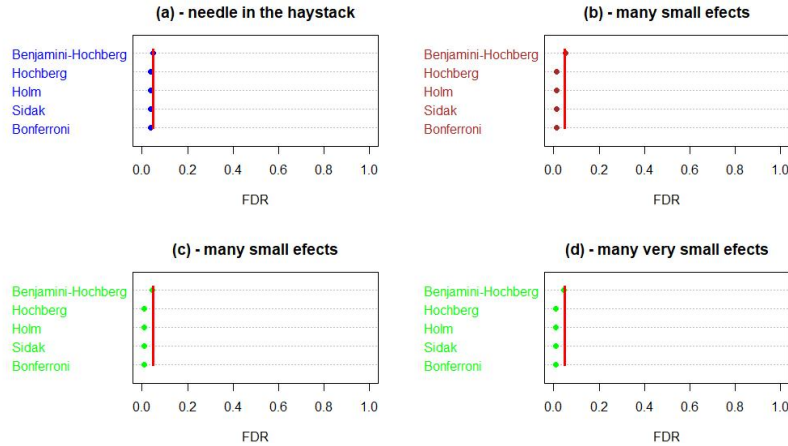 (a) - needle in the haystack
Benjamini-Hochberg
Hochberg
Holm
Sidak
Bonferroni
0.0 0.2 0.4 0.6 0.8 1.0
FDR
(b) - many small efects
Benjamini-Hochberg
Hochberg
Holm
Sidak
Bonferroni
0.0 0.2 0.4 0.6 0.8 1.0
FDR
(c) - many small efects
Benjamini-Hochberg
Hochberg
Holm
Sidak
Bonferroni
0.0 0.2 0.4 0.6 0.8 1.0
FDR
(d) - many very small efects
Benjamini-Hochberg
Hochberg
Holm
Sidak
Bonferroni
0.0 0.2 0.4 0.6 0.8 1.0
FDR